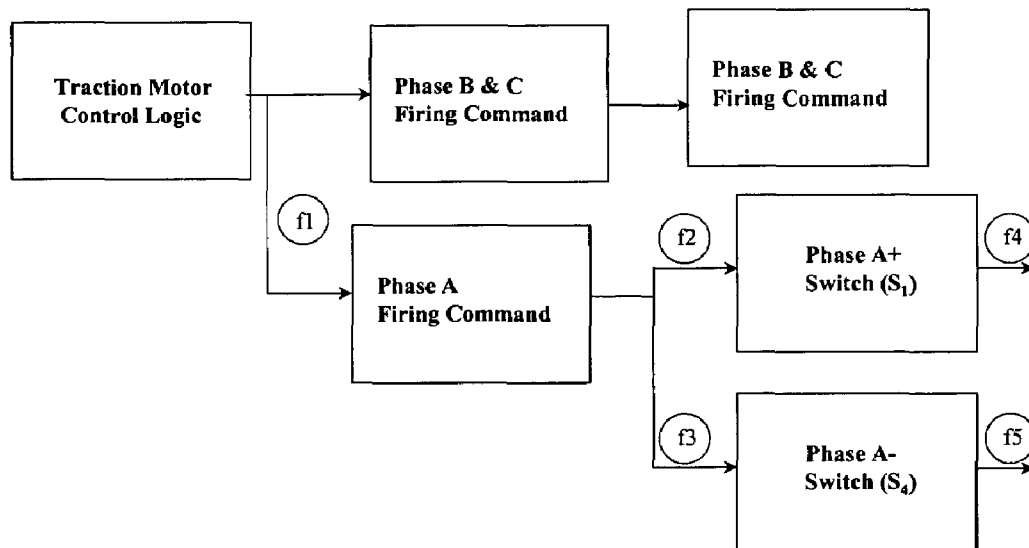 Traction Motor
Control Logic
Phase B & C
Firing Command
Phase B & C
Firing Command
f1
Phase A
Firing Command
f2
Phase A+
Switch (S₁)
f4
f3
Phase A-
Switch (S₄)
f5